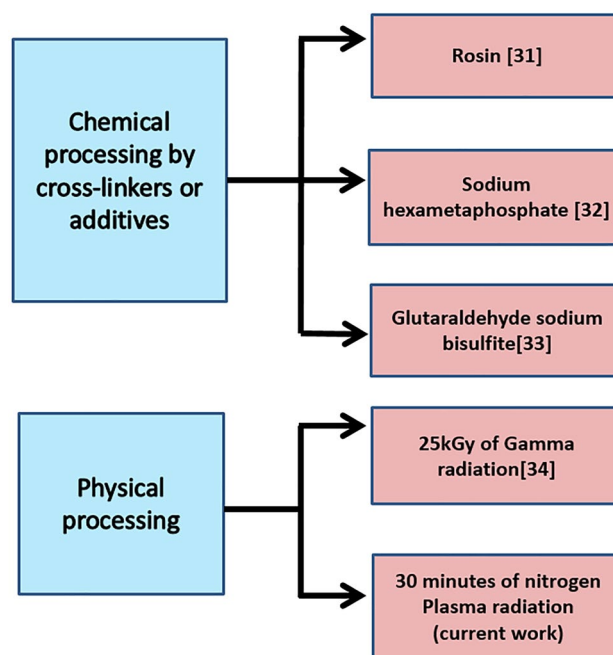 Chemical
processing by
cross-linkers or
additives
Rosin [31]
Sodium
hexametaphosphate [32]
Glutaraldehyde sodium
bisulfite[33]
Physical
processing
25kGy of Gamma
radiation[34]
30 minutes of nitrogen
Plasma radiation
(current work)